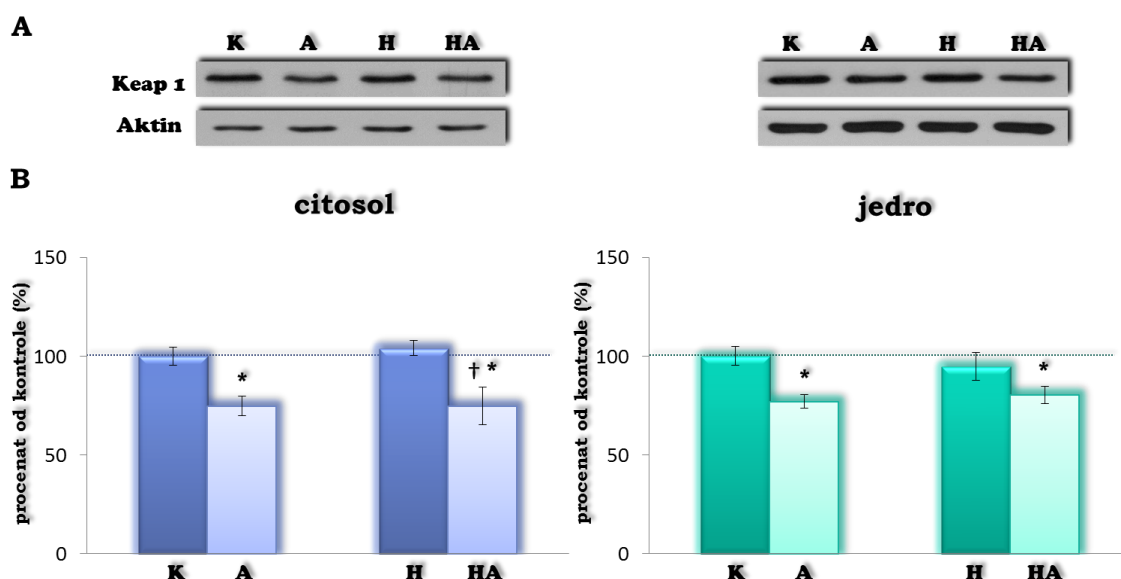 A
K A H HA
K A H HA
Keap 1
Aktin
B
citosol
jedro
procenat od kontrole (%)
150
100
50
0
* † *
K A H HA
procenat od kontrole (%)
150
100
50
0
* *
K A H HA